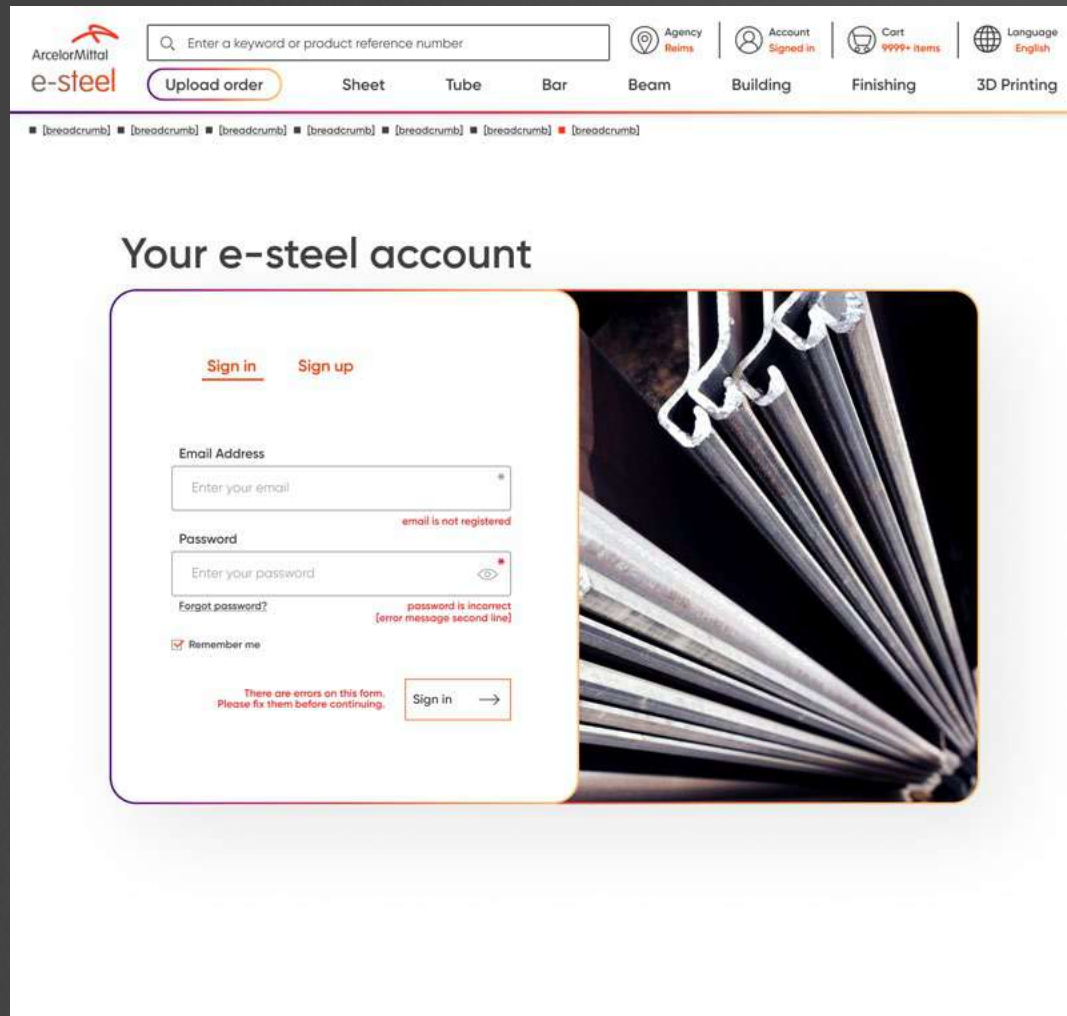 ArcelorMittal
e-steel
Enter a keyword or product reference number
Agency
Reims
Account
Signed in
Cart
9999+ items
Language
English
Upload order
Sheet
Tube
Bar
Beam
Building
Finishing
3D Printing
[breadcrumb] [breadcrumb] [breadcrumb] [breadcrumb] [breadcrumb] [breadcrumb] [breadcrumb]
Your e-steel account
Sign in
Sign up
Email Address
Enter your email *
email is not registered
Password
Enter your password *
Forgot password?
password is incorrect
[error message second line]
Remember me
There are errors on this form.
Please fix them before continuing.
Sign in →